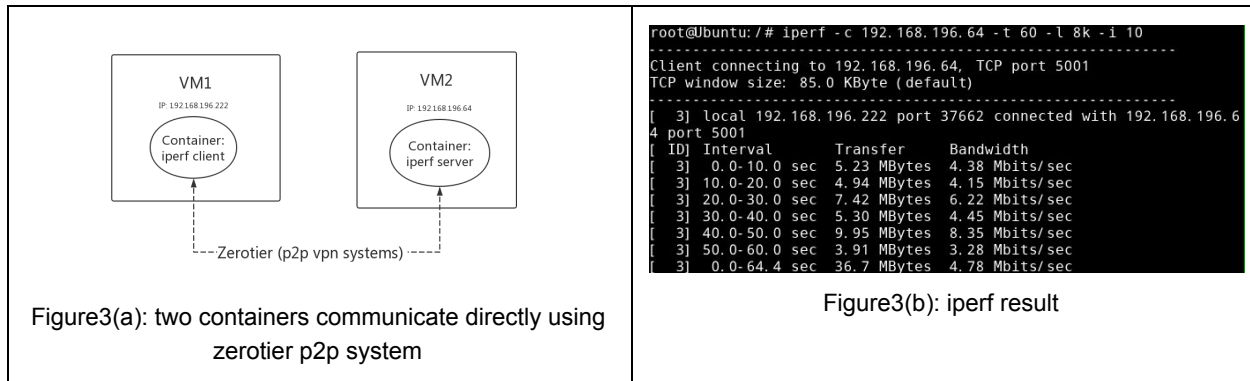 VM1
IP: 192.168.196.222
Container:
iperf client
VM2
IP: 192.168.196.64
Container:
iperf server
Zerotier (p2p vpn systems)
Figure3(a): two containers communicate directly using
zerotier p2p system
root@Ubuntu:/# iperf -c 192.168.196.64 -t 60 -l 8k -i 10
------------------------------------------------------------
Client connecting to 192.168.196.64, TCP port 5001
TCP window size: 85.0 KByte (default)
------------------------------------------------------------
[ 3] local 192.168.196.222 port 37662 connected with 192.168.196.6
4 port 5001
[ ID] Interval Transfer Bandwidth
[ 3] 0.0-10.0 sec 5.23 MBytes 4.38 Mbits/sec
[ 3] 10.0-20.0 sec 4.94 MBytes 4.15 Mbits/sec
[ 3] 20.0-30.0 sec 7.42 MBytes 6.22 Mbits/sec
[ 3] 30.0-40.0 sec 5.30 MBytes 4.45 Mbits/sec
[ 3] 40.0-50.0 sec 9.95 MBytes 8.35 Mbits/sec
[ 3] 50.0-60.0 sec 3.91 MBytes 3.28 Mbits/sec
[ 3] 0.0-64.4 sec 36.7 MBytes 4.78 Mbits/sec
Figure3(b): iperf result